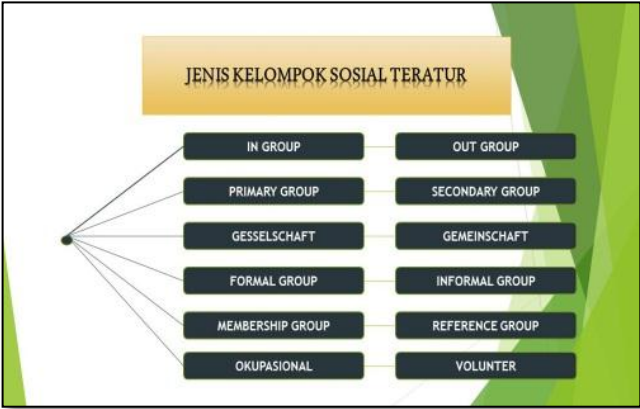 JENIS KELOMPOK SOSIAL TERATUR
IN GROUP
OUT GROUP
PRIMARY GROUP
SECONDARY GROUP
GESSELSCHAFT
GEMEINSCHAFT
FORMAL GROUP
INFORMAL GROUP
MEMBERSHIP GROUP
REFERENCE GROUP
OKUPASIONAL
VOLUNTER